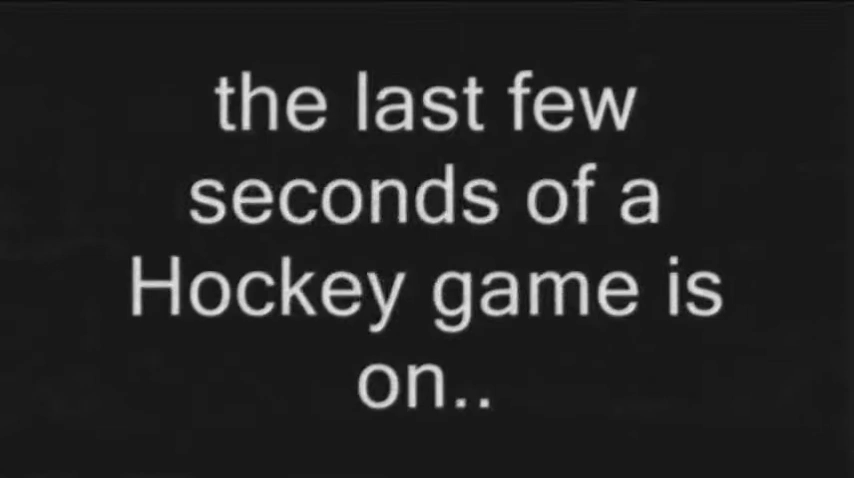 the last few
seconds of a
Hockey game is
on..